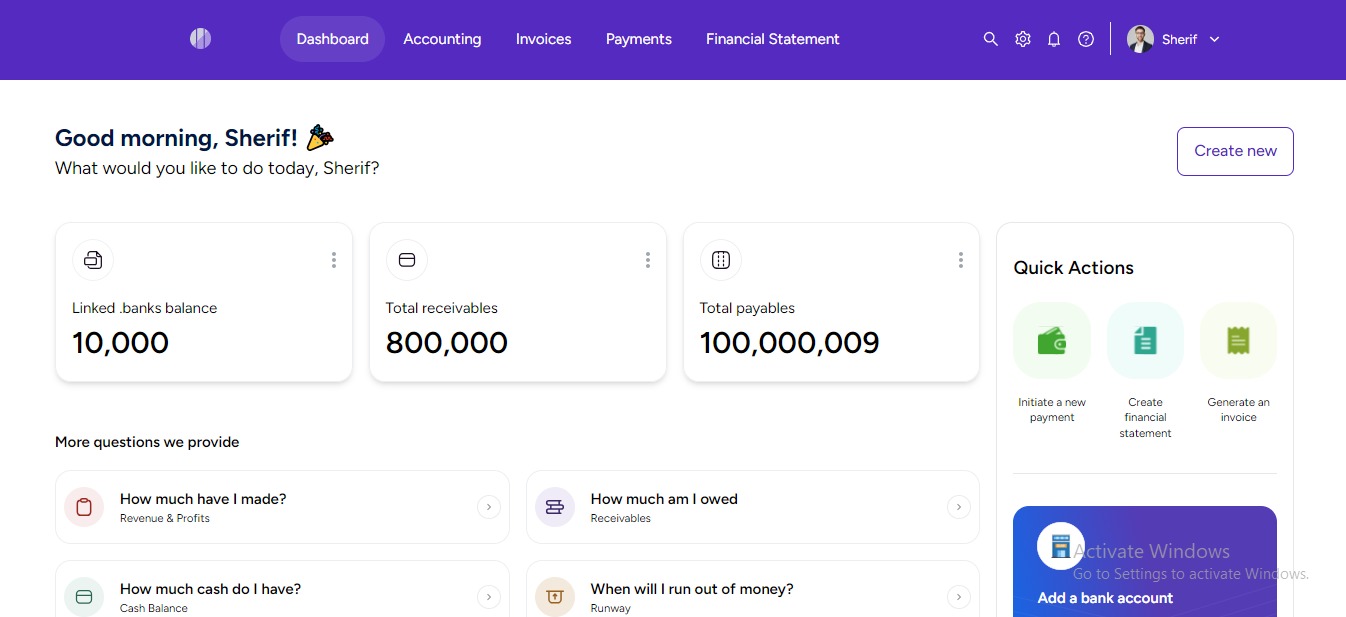 Dashboard
Accounting
Invoices
Payments
Financial Statement
Sherif
Good morning, Sherif!
What would you like to do today, Sherif?
Create new
Linked .banks balance
10,000
Total receivables
800,000
Total payables
100,000,009
Quick Actions
Initiate a new
payment
Create
financial
statement
Generate an
invoice
More questions we provide
How much have I made?
Revenue & Profits
How much am I owed
Receivables
How much cash do I have?
Cash Balance
When will I run out of money?
Runway
Activate Windows
Go to Settings to activate Windows.
Add a bank account